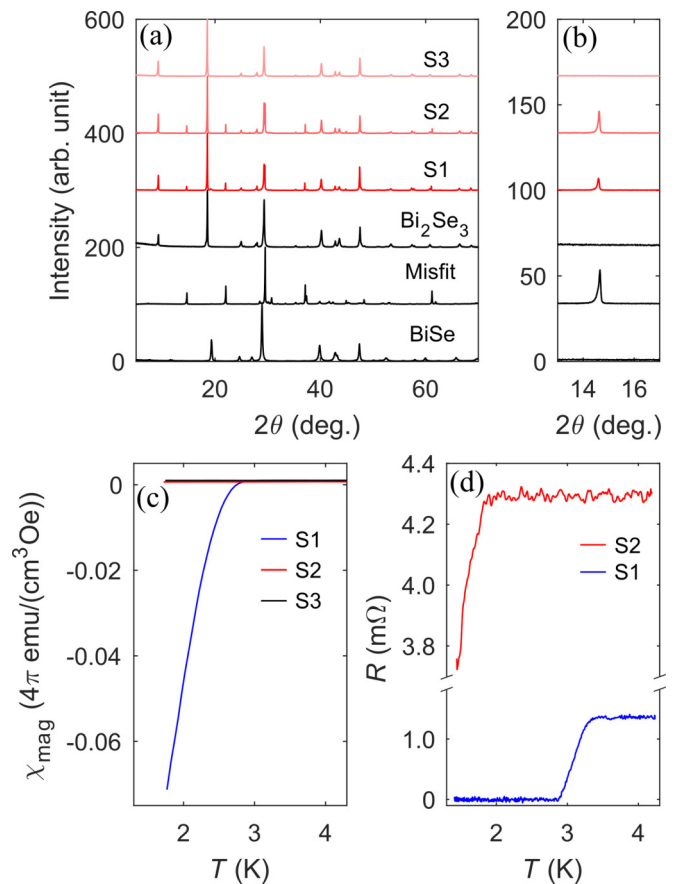 600
(a)
S3
S2
400
S1
Bi₂Se₃
200
Misfit
BiSe
0
20
40
60
2θ (deg.)
Intensity (arb. unit)
200
(b)
150
100
50
0
14
16
2θ (deg.)
0
(c)
S1
S2
S3
-0.02
-0.04
-0.06
2
3
4
T (K)
χmag (4π emu/(cm³Oe))
4.4
(d)
S2
S1
4.2
4.0
3.8
1.0
0
2
3
4
T (K)
R (mΩ)